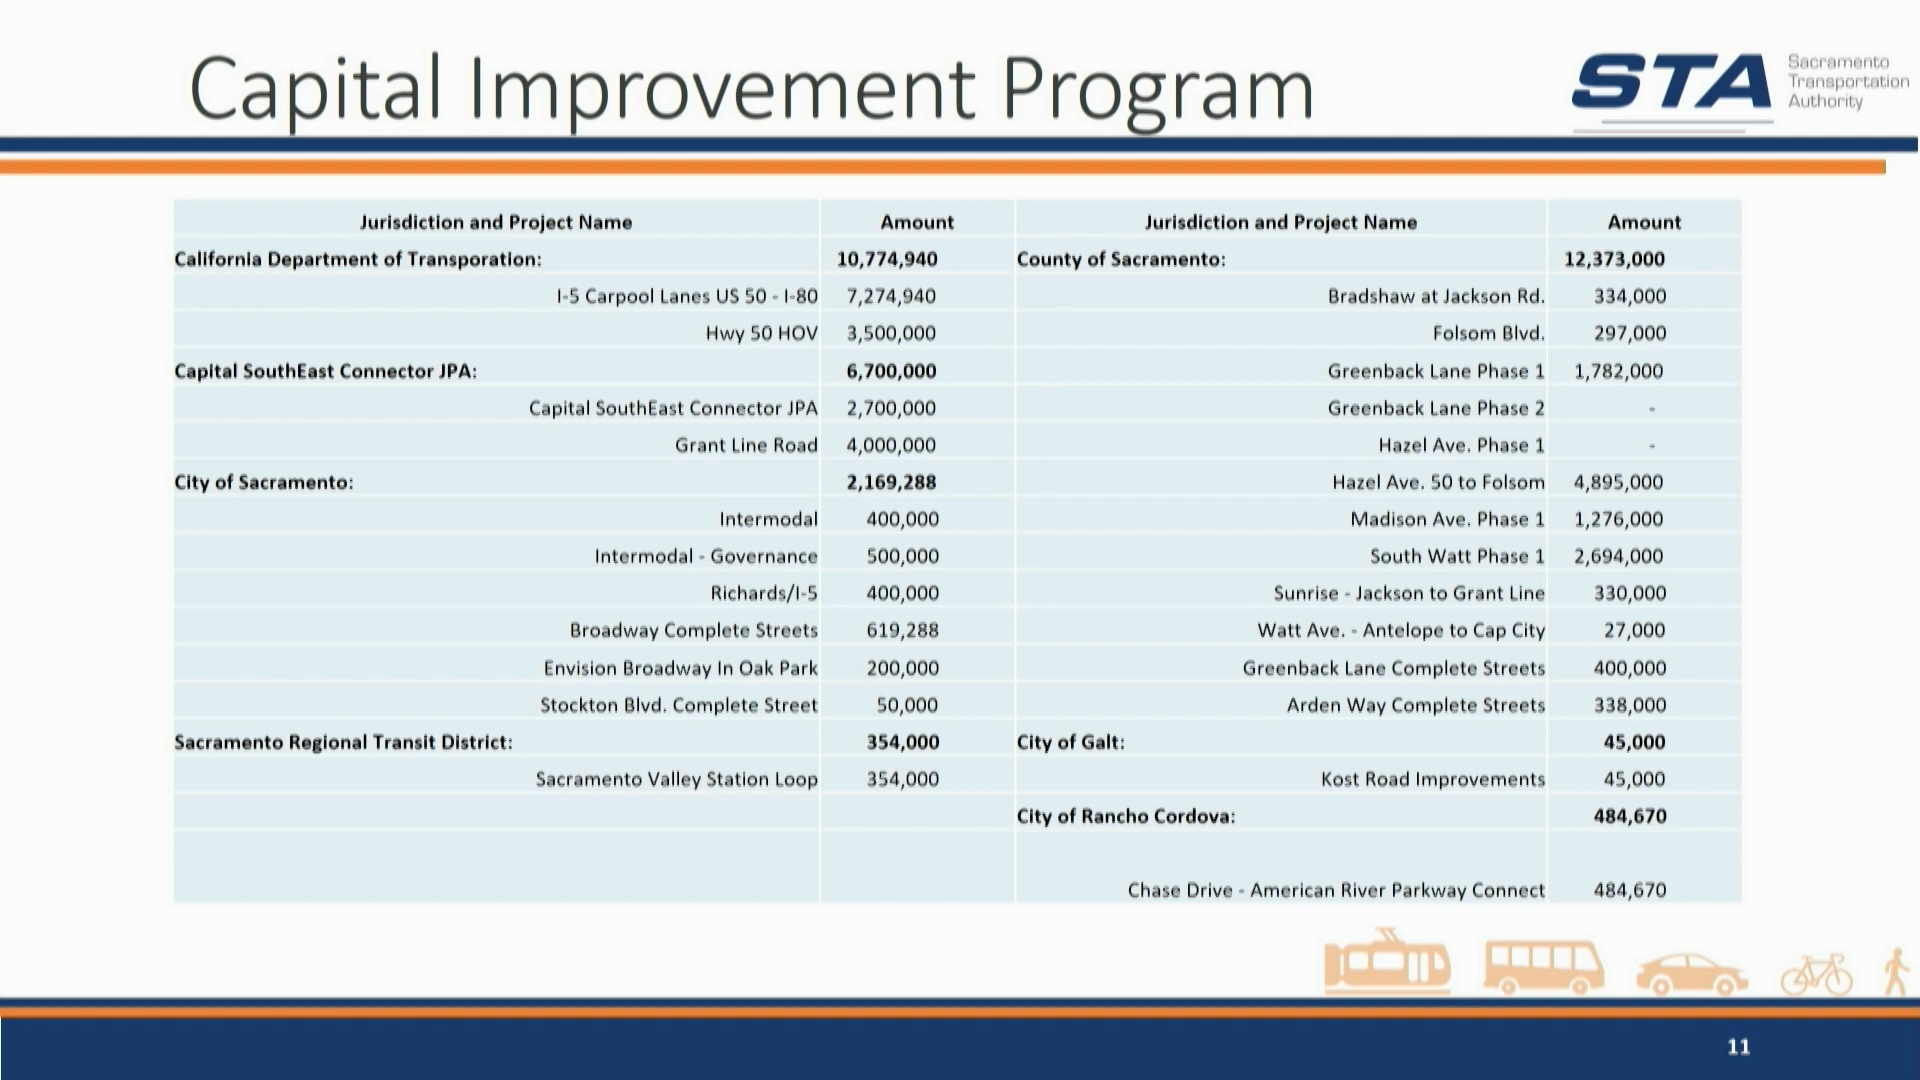 Capital Improvement Program
STA
Sacramento
Transportation
Authority
Jurisdiction and Project Name Amount Jurisdiction and Project Name Amount
California Department of Transporation: 10,774,940 County of Sacramento: 12,373,000
I-5 Carpool Lanes US 50 - I-80 7,274,940 Bradshaw at Jackson Rd. 334,000
Hwy 50 HOV 3,500,000 Folsom Blvd. 297,000
Capital SouthEast Connector JPA: 6,700,000 Greenback Lane Phase 1 1,782,000
Capital SouthEast Connector JPA 2,700,000 Greenback Lane Phase 2 -
Grant Line Road 4,000,000 Hazel Ave. Phase 1 -
City of Sacramento: 2,169,288 Hazel Ave. 50 to Folsom 4,895,000
Intermodal 400,000 Madison Ave. Phase 1 1,276,000
Intermodal - Governance 500,000 South Watt Phase 1 2,694,000
Richards/I-5 400,000 Sunrise - Jackson to Grant Line 330,000
Broadway Complete Streets 619,288 Watt Ave. - Antelope to Cap City 27,000
Envision Broadway In Oak Park 200,000 Greenback Lane Complete Streets 400,000
Stockton Blvd. Complete Street 50,000 Arden Way Complete Streets 338,000
Sacramento Regional Transit District: 354,000 City of Galt: 45,000
Sacramento Valley Station Loop 354,000 Kost Road Improvements 45,000
City of Rancho Cordova: 484,670
Chase Drive - American River Parkway Connect 484,670
11